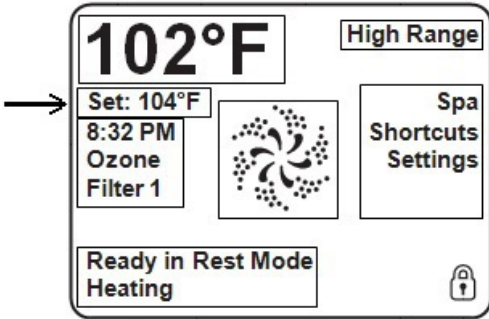 102°F
High Range
Set: 104°F
8:32 PM
Ozone
Filter 1
Spa
Shortcuts
Settings
Ready in Rest Mode
Heating